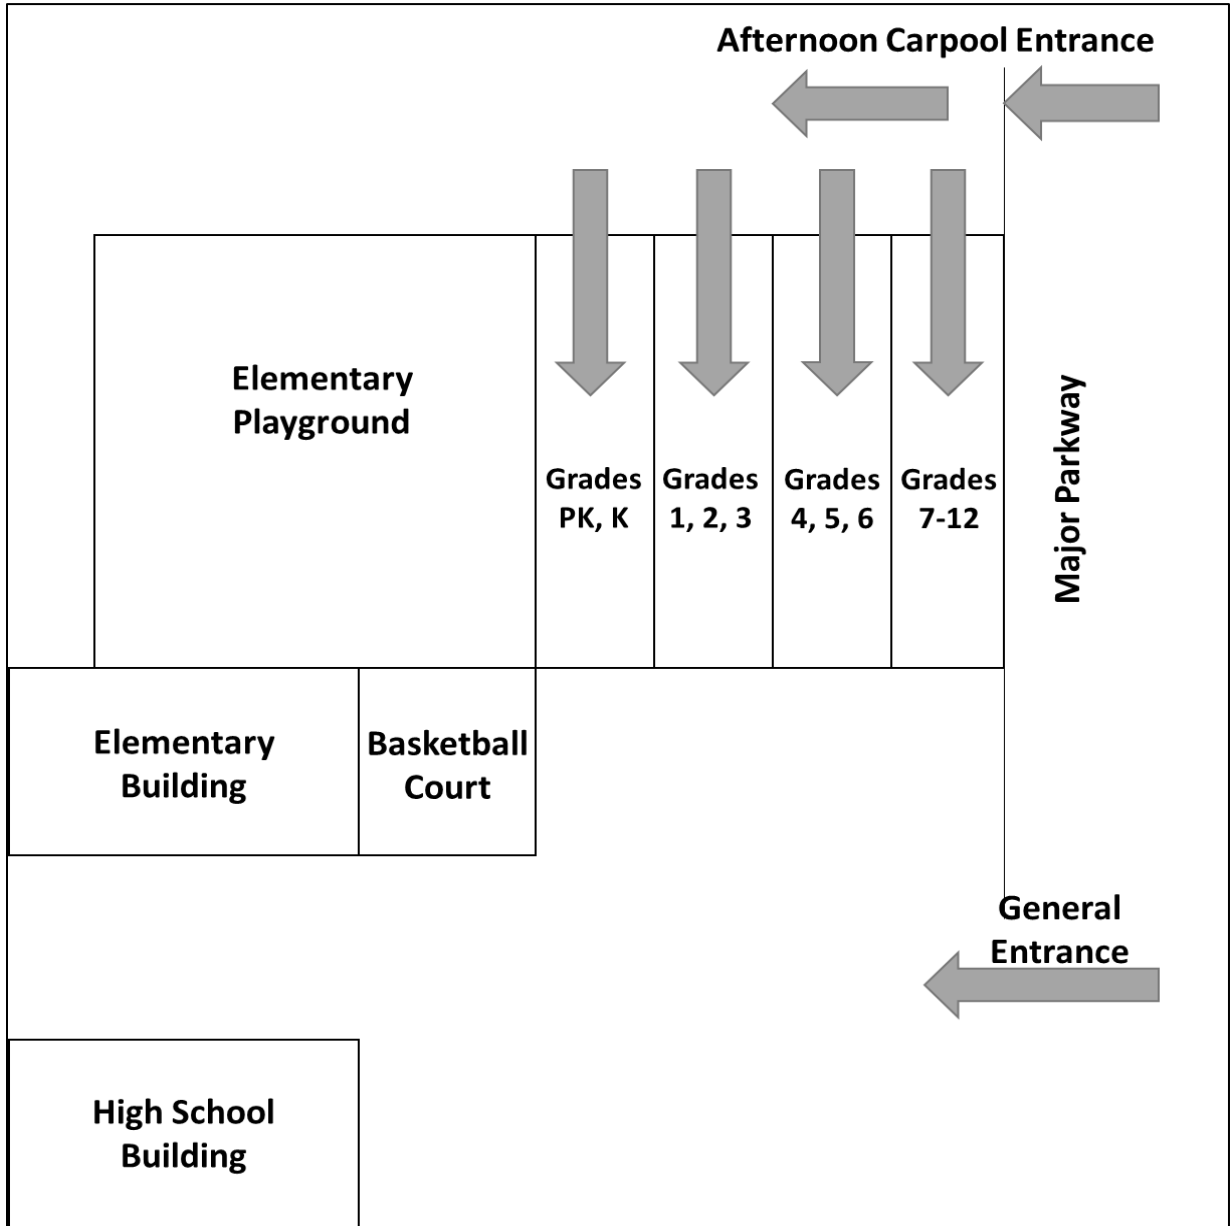 Afternoon Carpool Entrance
Elementary
Playground
Grades
PK, K
Grades
1, 2, 3
Grades
4, 5, 6
Grades
7-12
Major Parkway
Elementary
Building
Basketball
Court
General
Entrance
High School
Building